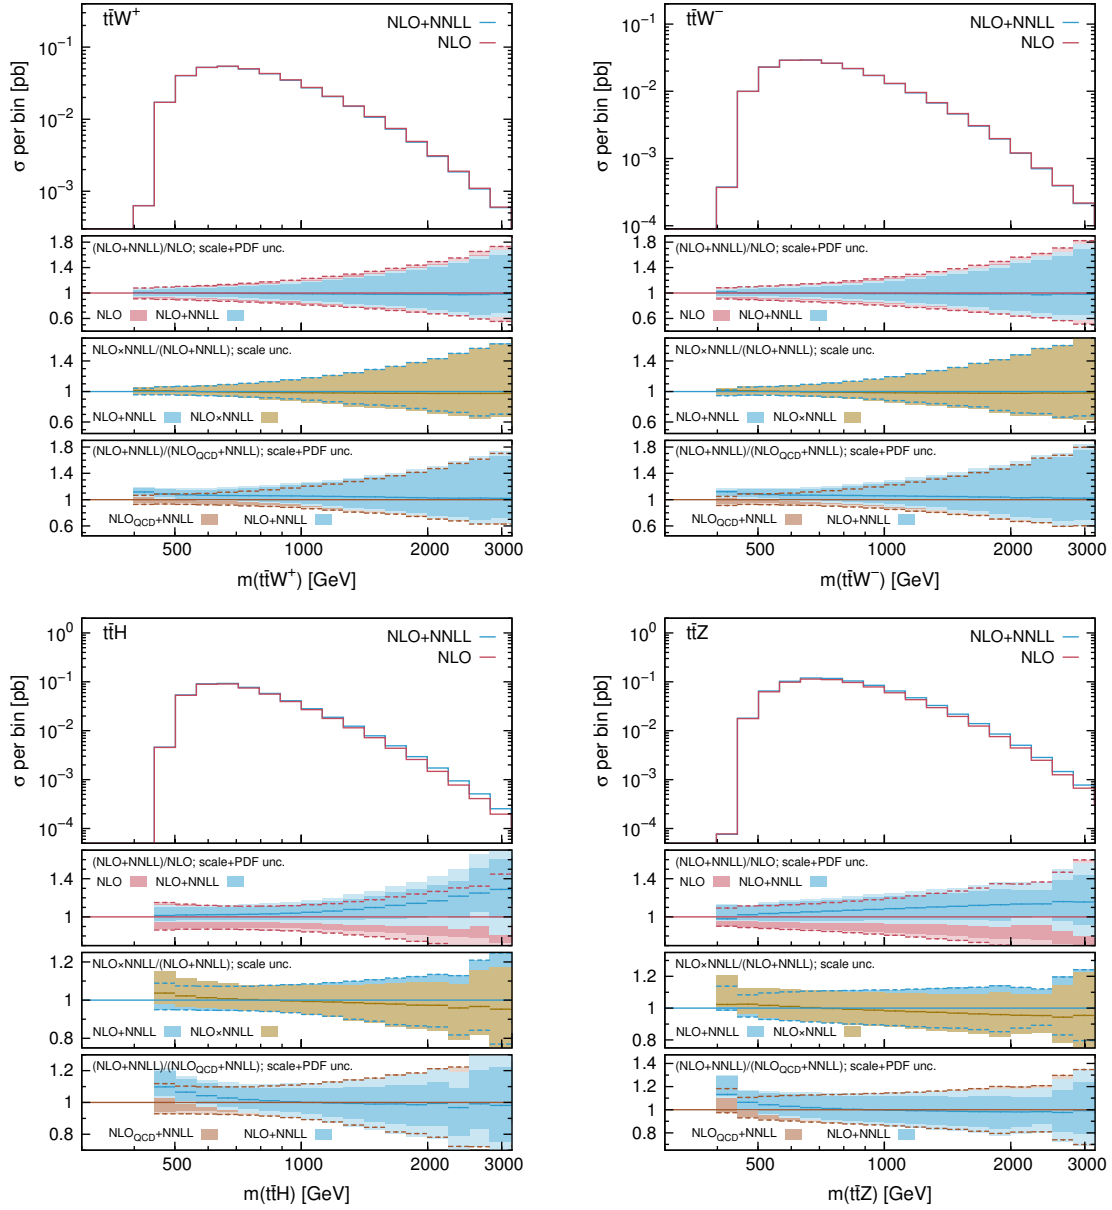 tt̄W⁺
NLO+NNLL
NLO
σ per bin [pb]
10⁻¹
10⁻²
10⁻³
(NLO+NNLL)/NLO; scale+PDF unc.
1.8
1.4
1
0.6
NLO NLO+NNLL
NLO×NNLL/(NLO+NNLL); scale unc.
1.4
1
0.6
NLO+NNLL NLO×NNLL
(NLO+NNLL)/(NLO_QCD+NNLL); scale+PDF unc.
1.8
1.4
1
0.6
NLO_QCD+NNLL NLO+NNLL
500 1000 2000 3000
m(tt̄W⁺) [GeV]
tt̄W⁻
NLO+NNLL
NLO
σ per bin [pb]
10⁻¹
10⁻²
10⁻³
10⁻⁴
(NLO+NNLL)/NLO; scale+PDF unc.
1.8
1.4
1
0.6
NLO NLO+NNLL
NLO×NNLL/(NLO+NNLL); scale unc.
1.4
1
0.6
NLO+NNLL NLO×NNLL
(NLO+NNLL)/(NLO_QCD+NNLL); scale+PDF unc.
1.8
1.4
1
0.6
NLO_QCD+NNLL NLO+NNLL
500 1000 2000 3000
m(tt̄W⁻) [GeV]
tt̄H
NLO+NNLL
NLO
σ per bin [pb]
10⁰
10⁻¹
10⁻²
10⁻³
10⁻⁴
(NLO+NNLL)/NLO; scale+PDF unc.
NLO NLO+NNLL
1.4
1
NLO×NNLL/(NLO+NNLL); scale unc.
1.2
1
0.8
NLO+NNLL NLO×NNLL
(NLO+NNLL)/(NLO_QCD+NNLL); scale+PDF unc.
1.2
1
0.8
NLO_QCD+NNLL NLO+NNLL
500 1000 2000 3000
m(tt̄H) [GeV]
tt̄Z
NLO+NNLL
NLO
σ per bin [pb]
10⁰
10⁻¹
10⁻²
10⁻³
10⁻⁴
(NLO+NNLL)/NLO; scale+PDF unc.
NLO NLO+NNLL
1.4
1
NLO×NNLL/(NLO+NNLL); scale unc.
1.2
1
0.8
NLO+NNLL NLO×NNLL
(NLO+NNLL)/(NLO_QCD+NNLL); scale+PDF unc.
1.4
1.2
1
0.8
NLO_QCD+NNLL NLO+NNLL
500 1000 2000 3000
m(tt̄Z) [GeV]